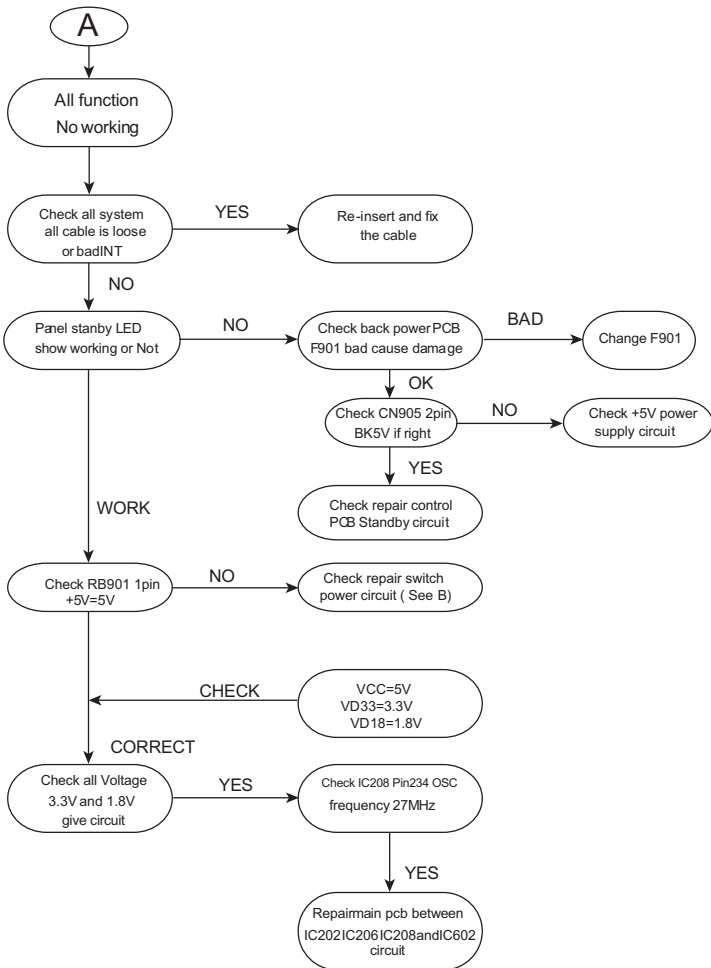 A
All function
No working
Check all system
all cable is loose
or badINT
YES
Re-insert and fix
the cable
NO
Panel stanby LED
show working or Not
NO
Check back power PCB
F901 bad cause damage
BAD
Change F901
OK
Check CN905 2pin
BK5V if right
NO
Check +5V power
supply circuit
YES
Check repair control
PCB Standby circuit
WORK
Check RB901 1pin
+5V=5V
NO
Check repair switch
power circuit ( See B)
CHECK
VCC=5V
VD33=3.3V
VD18=1.8V
CORRECT
Check all Voltage
3.3V and 1.8V
give circuit
YES
Check IC208 Pin234 OSC
frequency 27MHz
YES
Repairmain pcb between
IC202IC206IC208andIC602
circuit